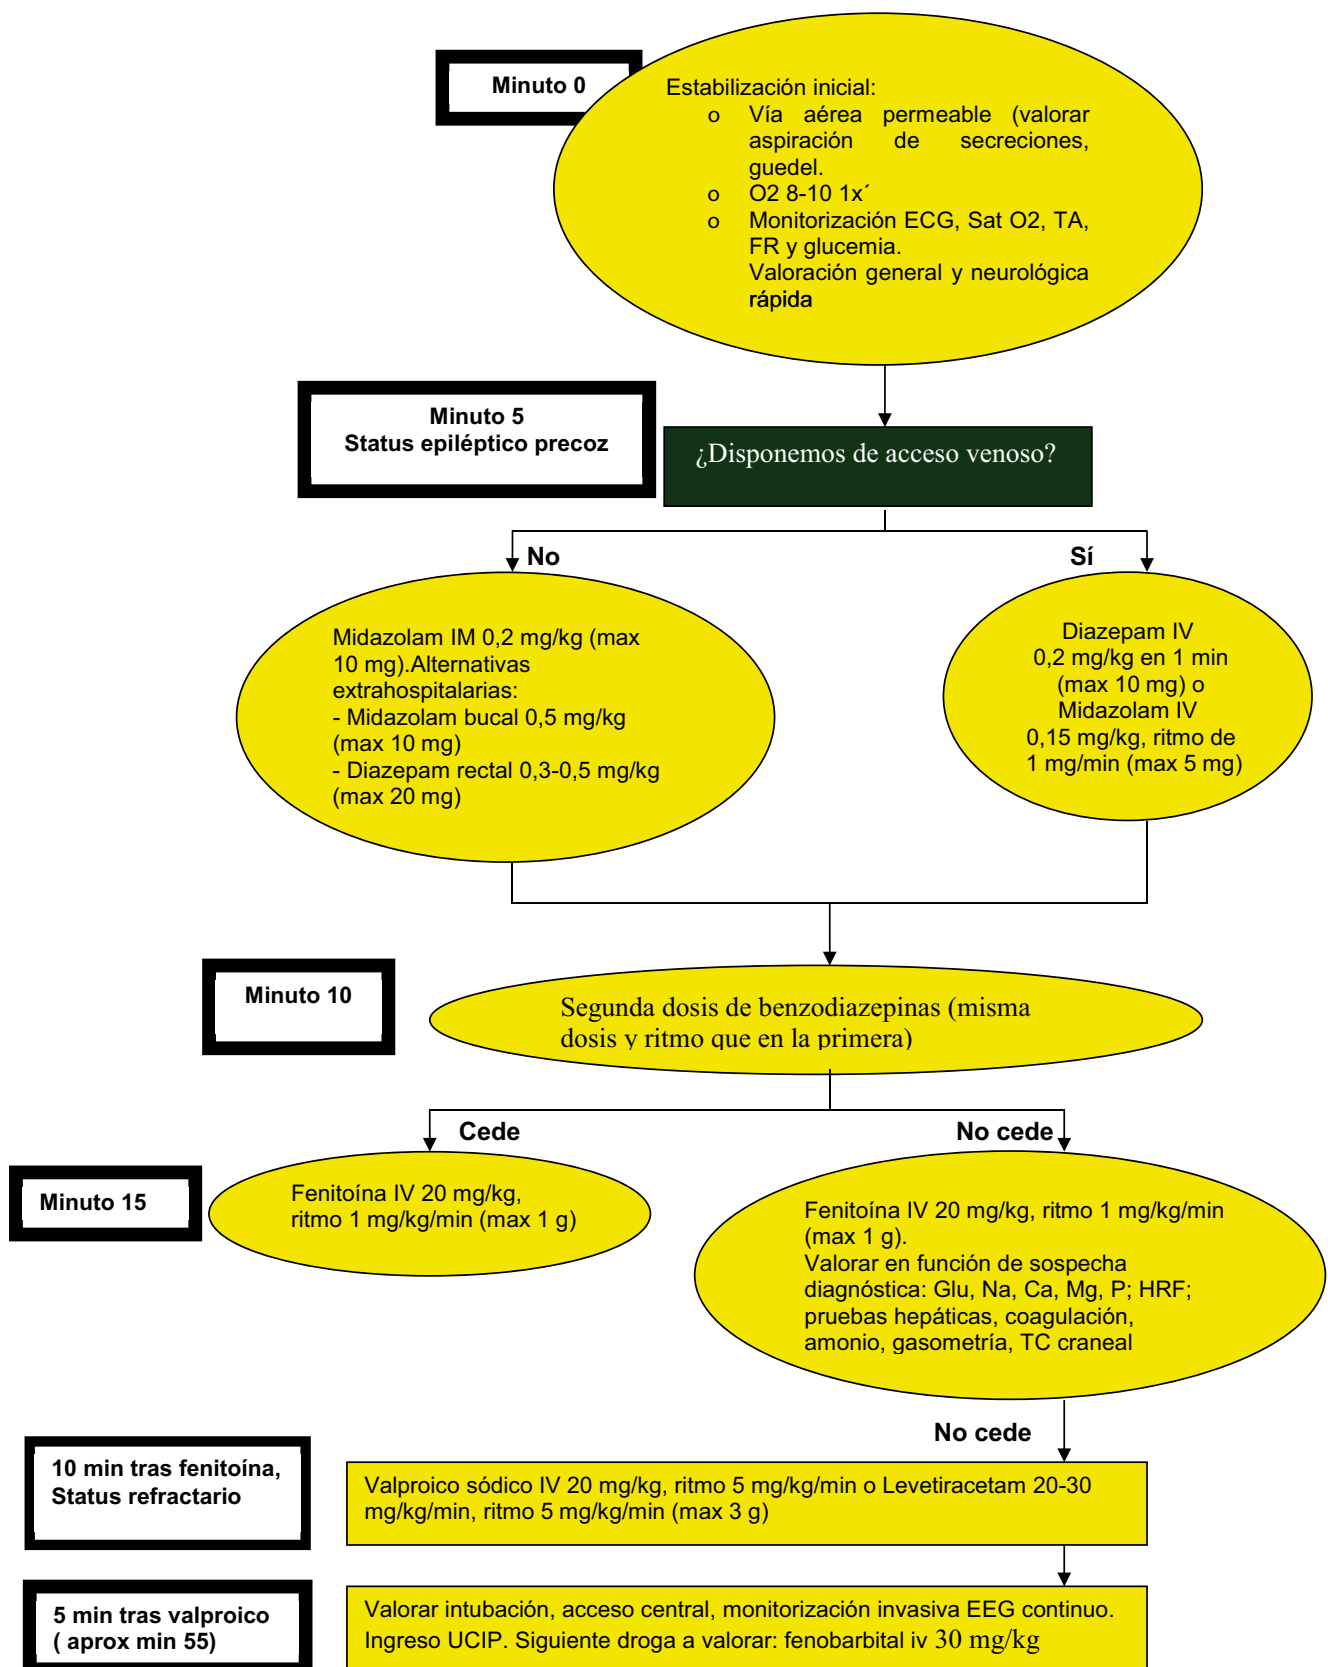 Minuto 0
Estabilización inicial:
o Vía aérea permeable (valorar
aspiración de secreciones,
guedel.
o O2 8-10 1x´
o Monitorización ECG, Sat O2, TA,
FR y glucemia.
Valoración general y neurológica
rápida
Minuto 5
Status epiléptico precoz
¿Disponemos de acceso venoso?
No
Sí
Midazolam IM 0,2 mg/kg (max
10 mg).Alternativas
extrahospitalarias:
- Midazolam bucal 0,5 mg/kg
(max 10 mg)
- Diazepam rectal 0,3-0,5 mg/kg
(max 20 mg)
Diazepam IV
0,2 mg/kg en 1 min
(max 10 mg) o
Midazolam IV
0,15 mg/kg, ritmo de
1 mg/min (max 5 mg)
Minuto 10
Segunda dosis de benzodiazepinas (misma
dosis y ritmo que en la primera)
Cede
No cede
Minuto 15
Fenitoína IV 20 mg/kg,
ritmo 1 mg/kg/min (max 1 g)
Fenitoína IV 20 mg/kg, ritmo 1 mg/kg/min
(max 1 g).
Valorar en función de sospecha
diagnóstica: Glu, Na, Ca, Mg, P; HRF;
pruebas hepáticas, coagulación,
amonio, gasometría, TC craneal
No cede
10 min tras fenitoína,
Status refractario
Valproico sódico IV 20 mg/kg, ritmo 5 mg/kg/min o Levetiracetam 20-30
mg/kg/min, ritmo 5 mg/kg/min (max 3 g)
5 min tras valproico
( aprox min 55)
Valorar intubación, acceso central, monitorización invasiva EEG continuo.
Ingreso UCIP. Siguiente droga a valorar: fenobarbital iv 30 mg/kg